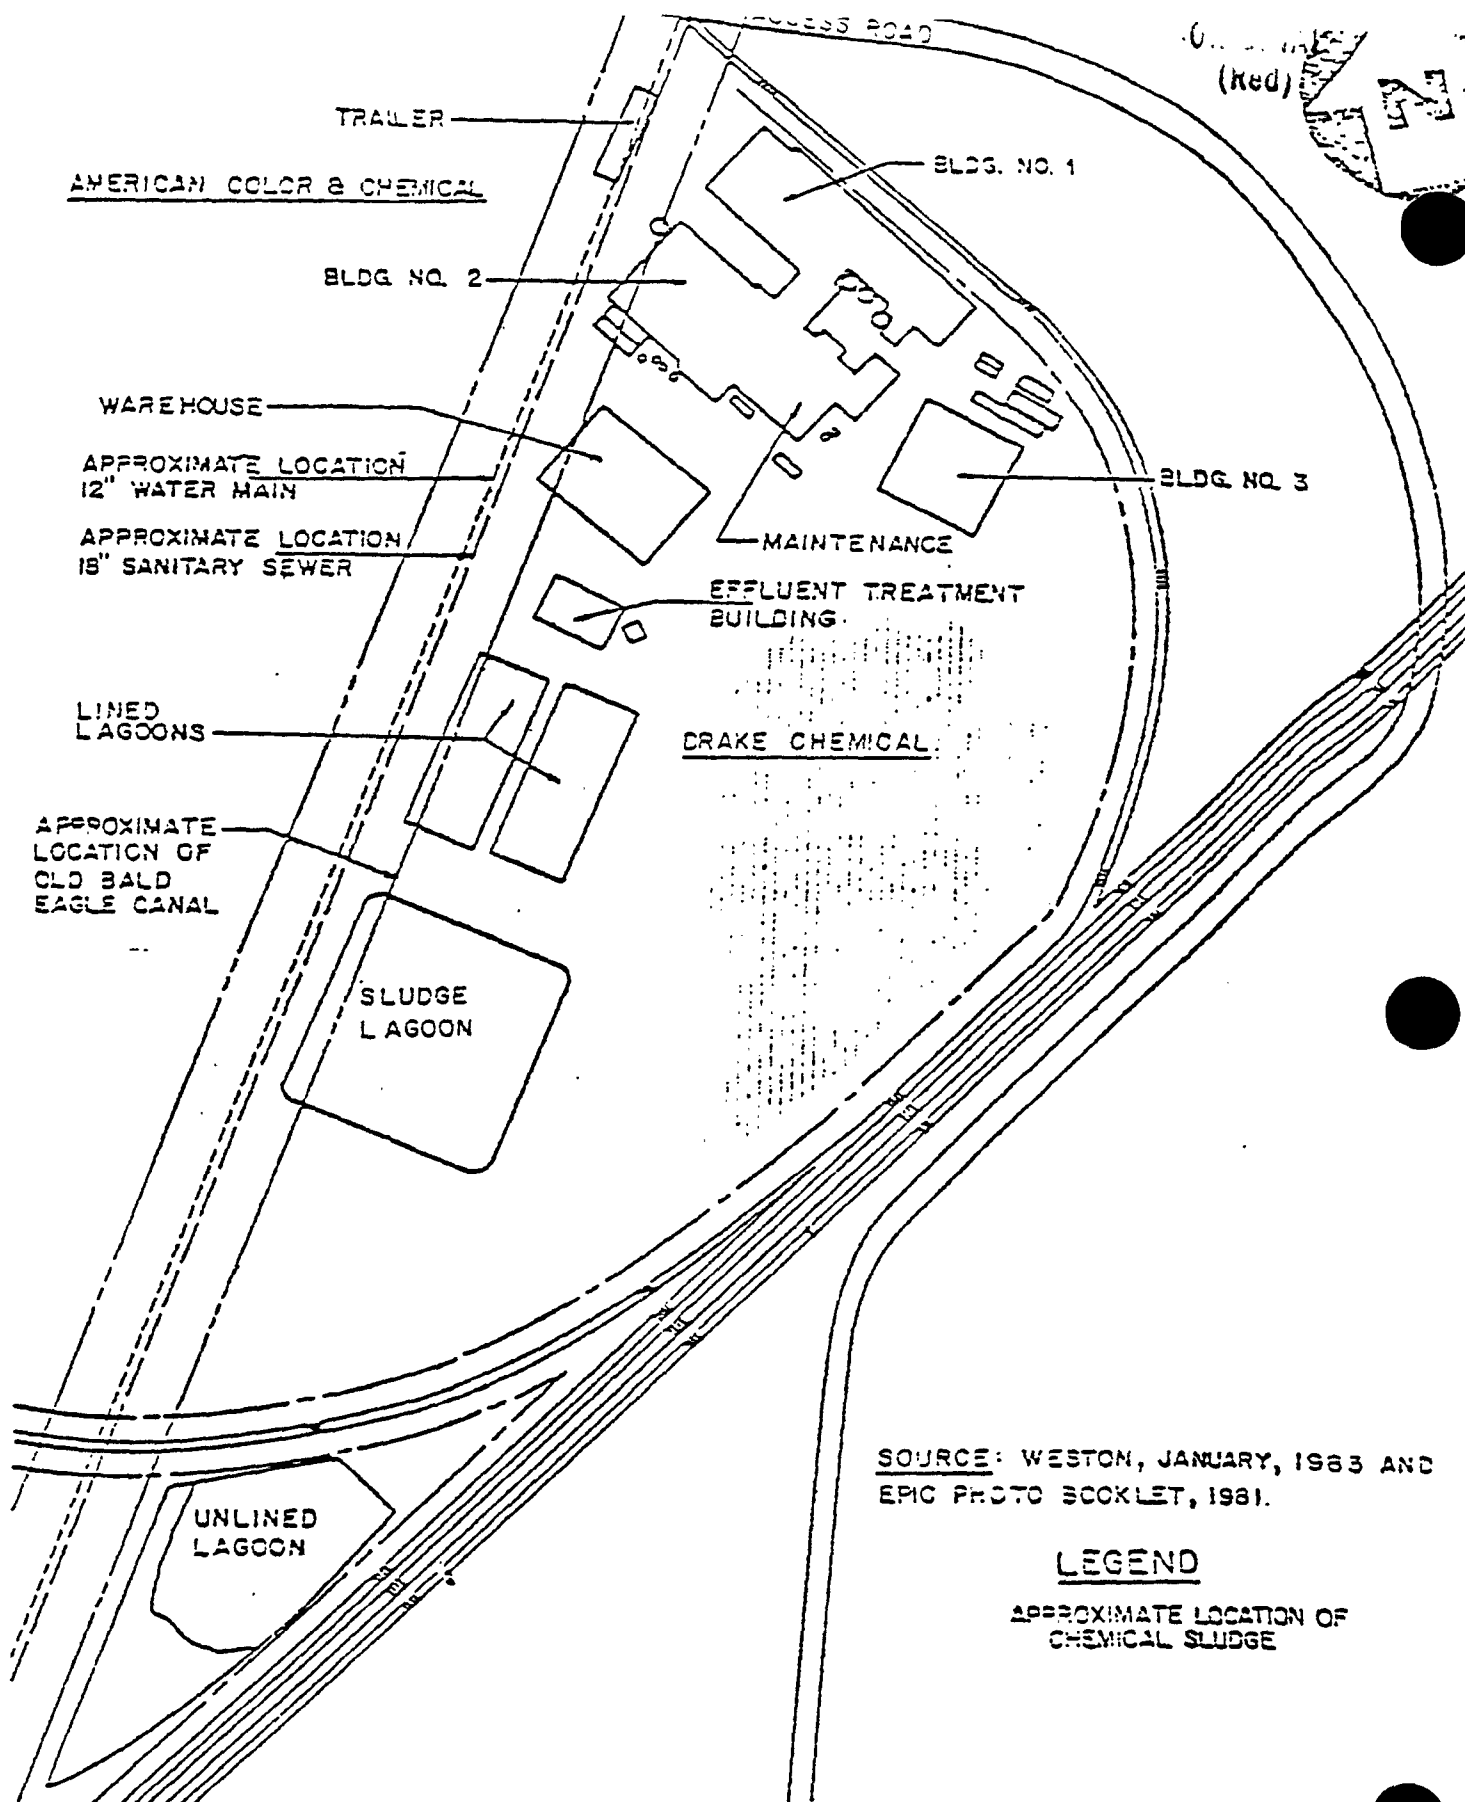 ACCESS ROAD
(Red)
TRAILER
BLDG. NO. 1
AMERICAN COLOR & CHEMICAL
BLDG. NO. 2
WAREHOUSE
APPROXIMATE LOCATION
12" WATER MAIN
BLDG. NO. 3
APPROXIMATE LOCATION
18" SANITARY SEWER
MAINTENANCE
EFFLUENT TREATMENT
BUILDING
LINED
LAGOONS
DRAKE CHEMICAL
APPROXIMATE
LOCATION OF
OLD BALD
EAGLE CANAL
SLUDGE
LAGOON
SOURCE: WESTON, JANUARY, 1983 AND
EPIC PHOTO BOOKLET, 1981.
UNLINED
LAGOON
LEGEND
APPROXIMATE LOCATION OF
CHEMICAL SLUDGE